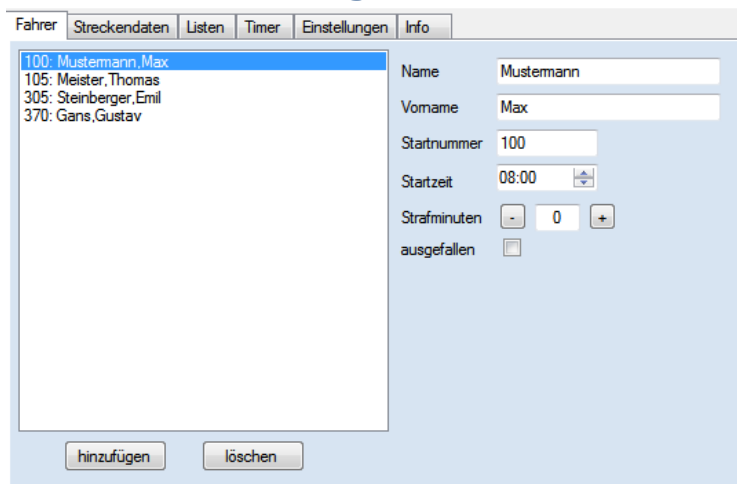 Fahrer Streckendaten Listen Timer Einstellungen Info
100: Mustermann,Max
105: Meister,Thomas
305: Steinberger,Emil
370: Gans,Gustav
Name Mustermann
Vorname Max
Startnummer 100
Startzeit 08:00
Strafminuten - 0 +
ausgefallen
hinzufügen löschen